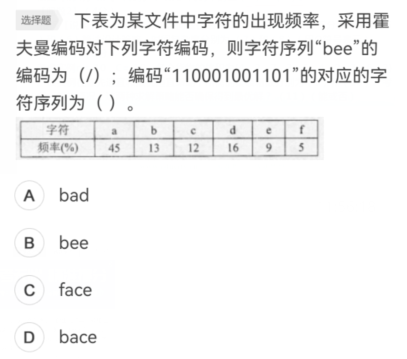 选择题 下表为某文件中字符的出现频率，采用霍
夫曼编码对下列字符编码，则字符序列“bee”的
编码为（/）；编码“110001001101”的对应的字
符序列为（ ）。
字符 a b c d e f
频率(%) 45 13 12 16 9 5
A bad
B bee
C face
D bace